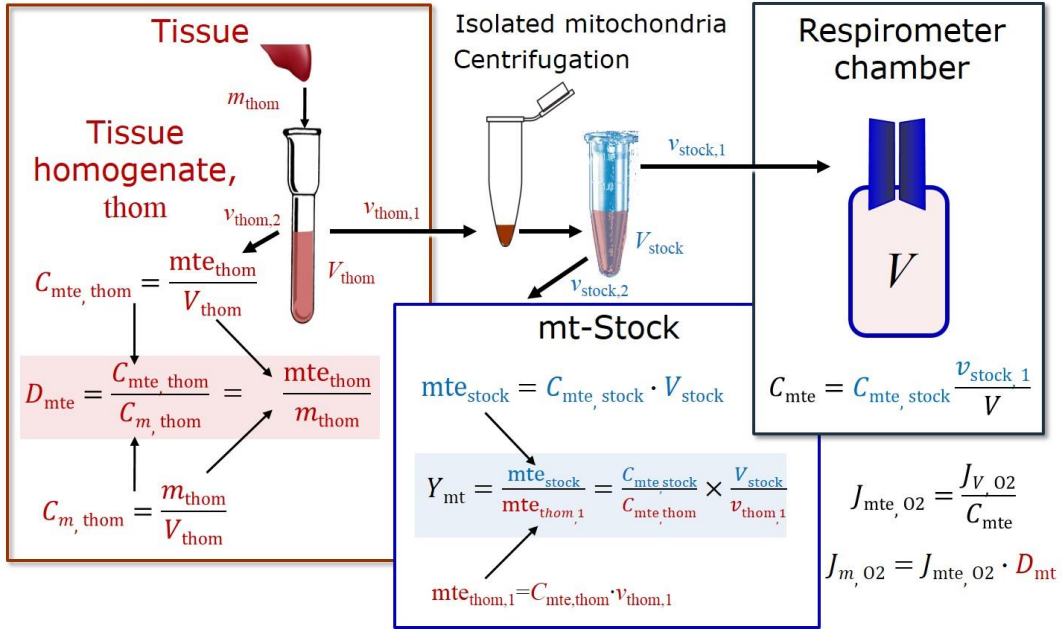 Tissue
m_thom
Tissue
homogenate,
thom
v_thom,2
v_thom,1
V_thom
C_mte, thom = mte_thom / V_thom
D_mte = C_mte, thom / C_m, thom = mte_thom / m_thom
C_m, thom = m_thom / V_thom
Isolated mitochondria
Centrifugation
1.0
v_stock,1
V_stock
v_stock,2
mt-Stock
mte_stock = C_mte, stock · V_stock
Y_mt = mte_stock / mte_thom,1 = C_mte,stock / C_mte,thom × V_stock / v_thom,1
mte_thom,1=C_mte,thom·v_thom,1
Respirometer
chamber
V
C_mte = C_mte, stock v_stock, 1 / V
J_mte, O2 = J_V, O2 / C_mte
J_m, O2 = J_mte, O2 · D_mt